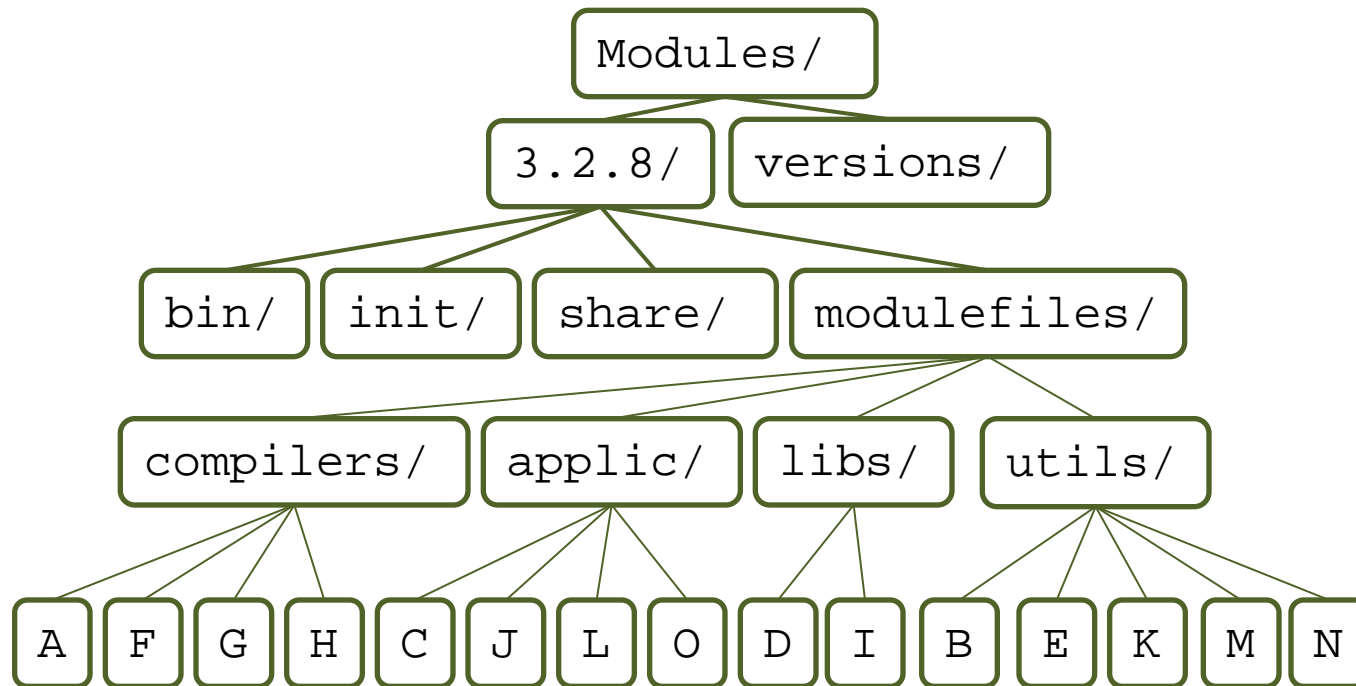 Modules/
3.2.8/ versions/
bin/ init/ share/ modulefiles/
compilers/ applic/ libs/ utils/
A F G H C J L O D I B E K M N